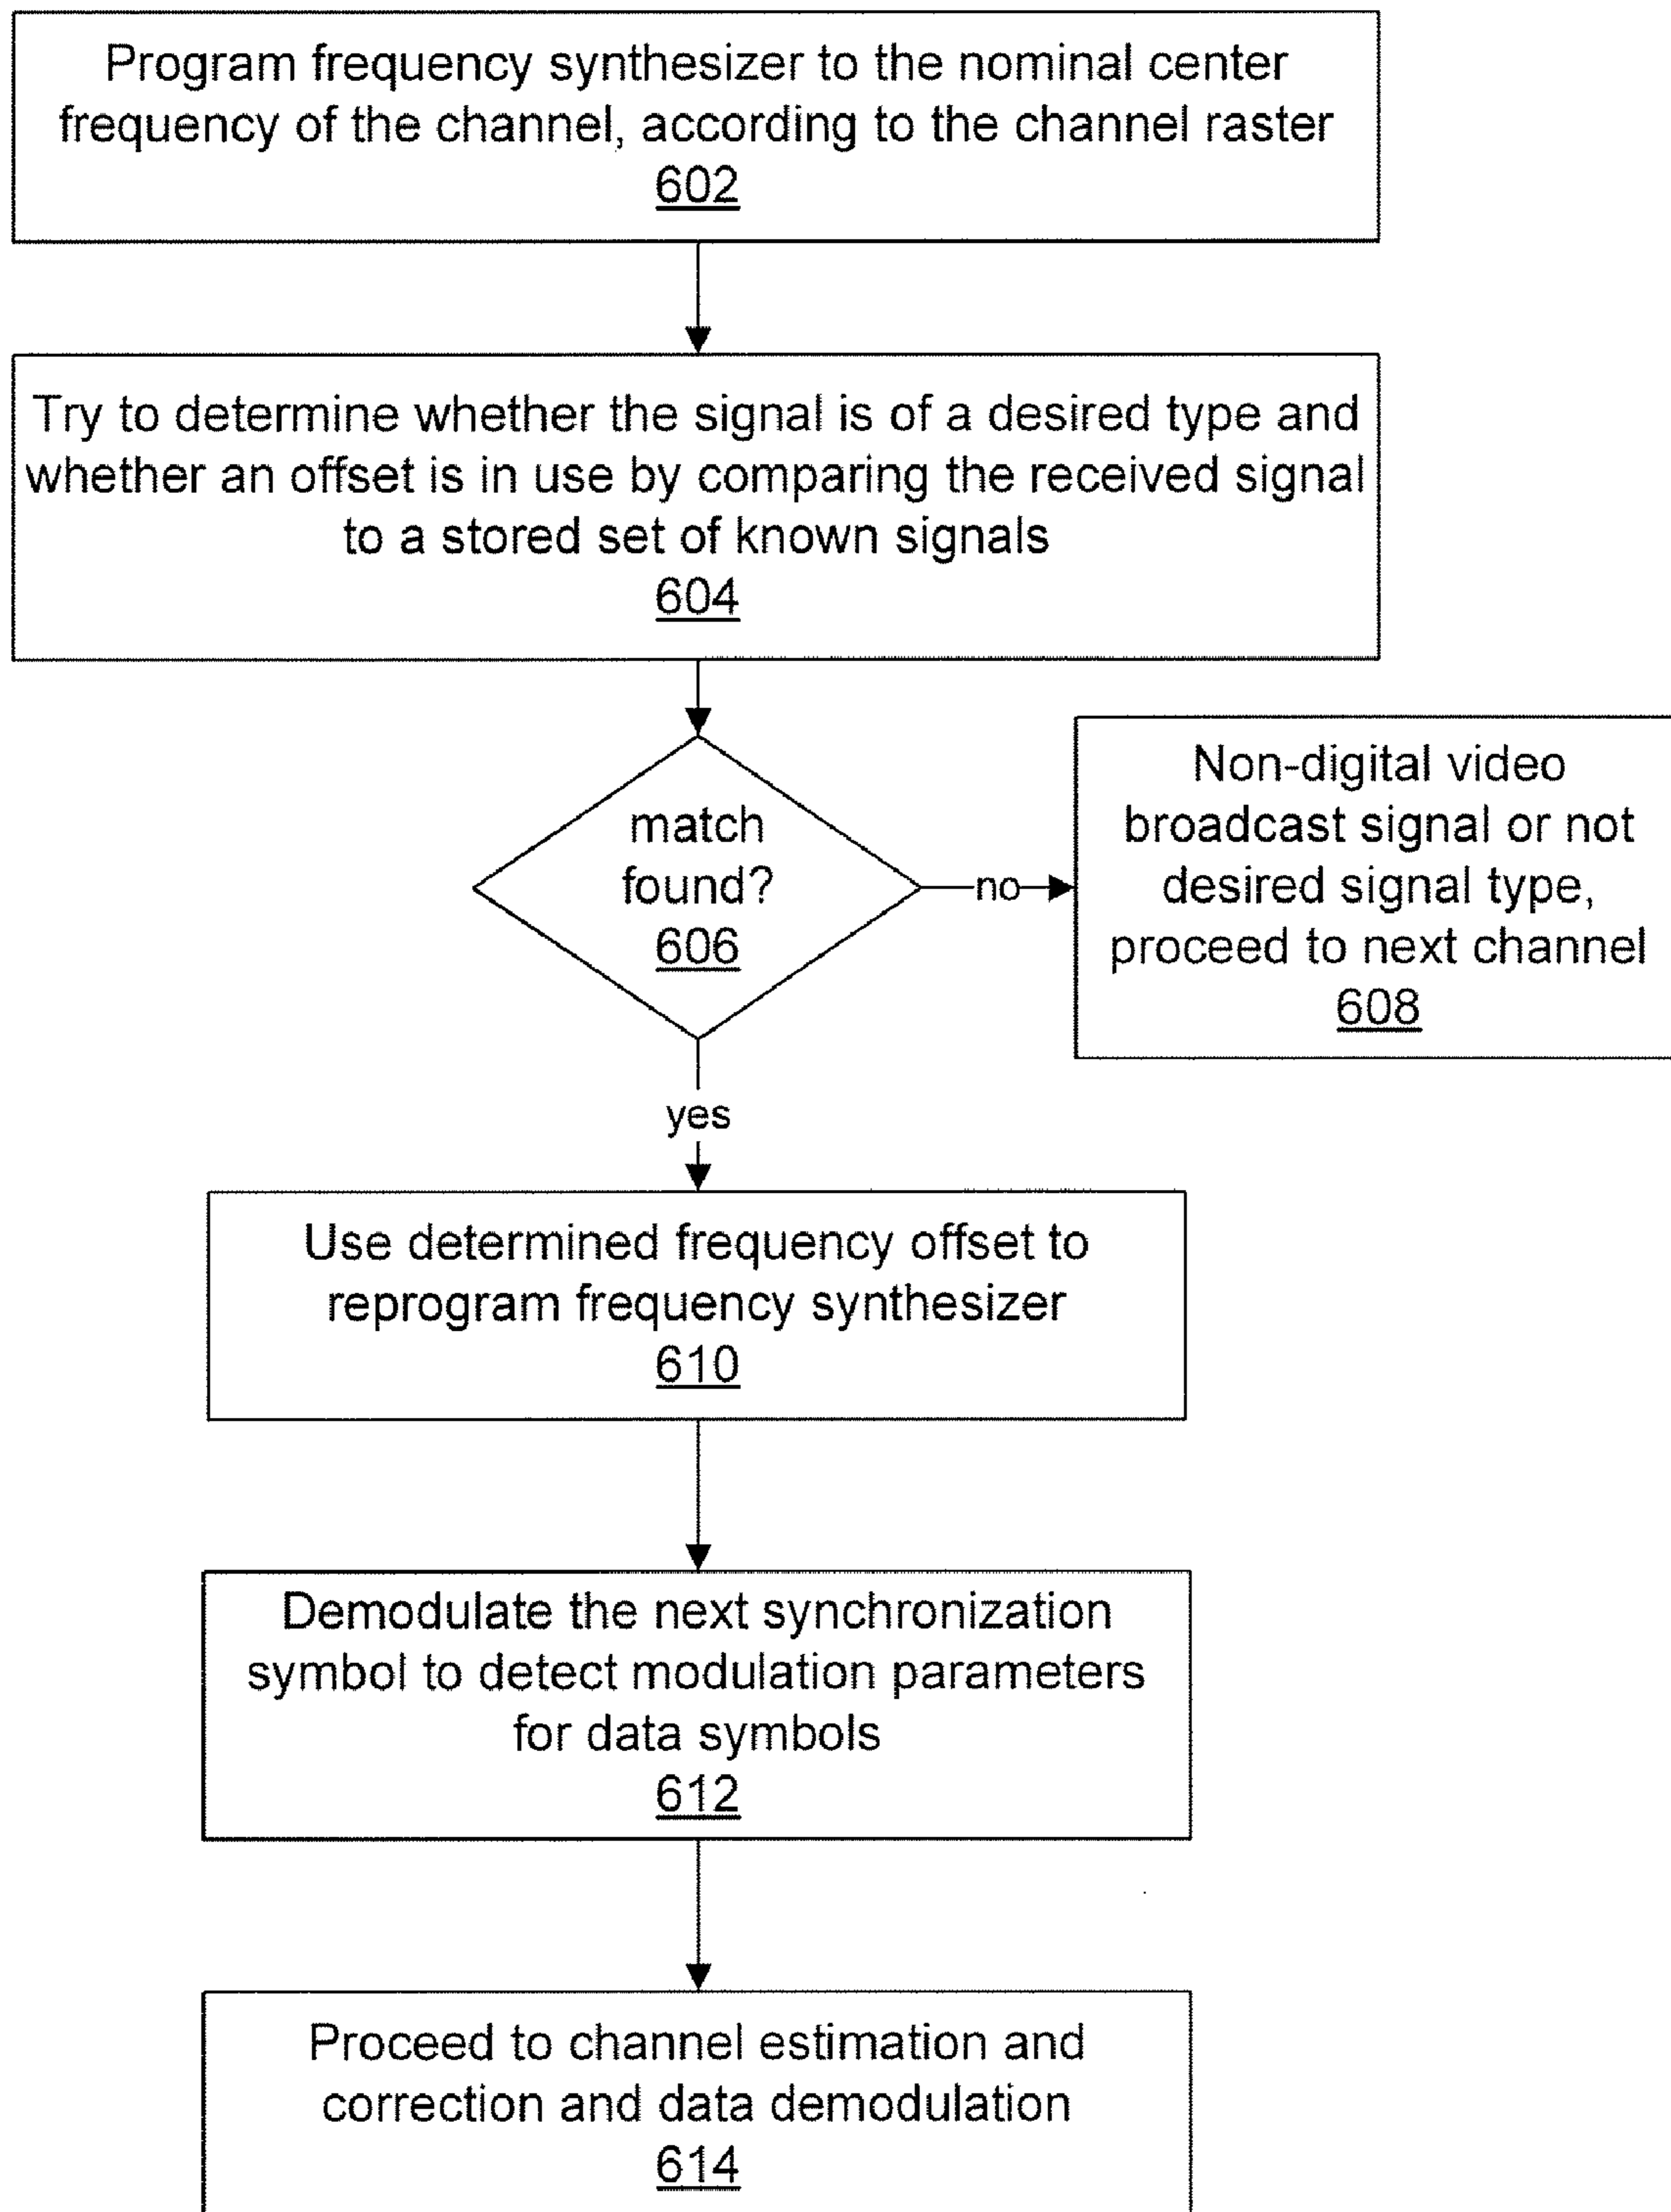 Program frequency synthesizer to the nominal center
frequency of the channel, according to the channel raster
602
Try to determine whether the signal is of a desired type and
whether an offset is in use by comparing the received signal
to a stored set of known signals
604
match
found?
606
no
Non-digital video
broadcast signal or not
desired signal type,
proceed to next channel
608
yes
Use determined frequency offset to
reprogram frequency synthesizer
610
Demodulate the next synchronization
symbol to detect modulation parameters
for data symbols
612
Proceed to channel estimation and
correction and data demodulation
614